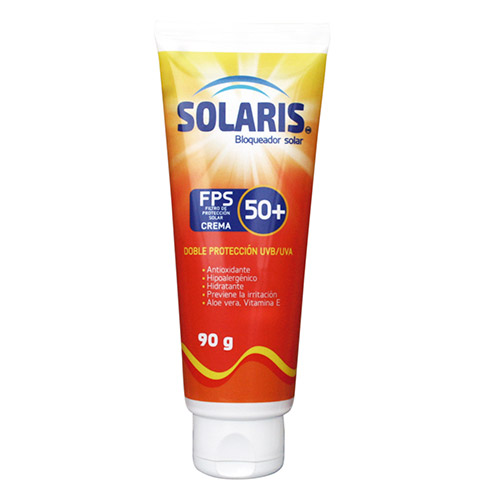 SOLARIS
Bloqueador solar
FPS
FILTRO DE
PROTECCIÓN
SOLAR
CREMA
50+
DOBLE PROTECCIÓN UVB/UVA
• Antioxidante
• Hipoalergénico
• Hidratante
• Previene la irritación
• Aloe vera, Vitamina E
90 g